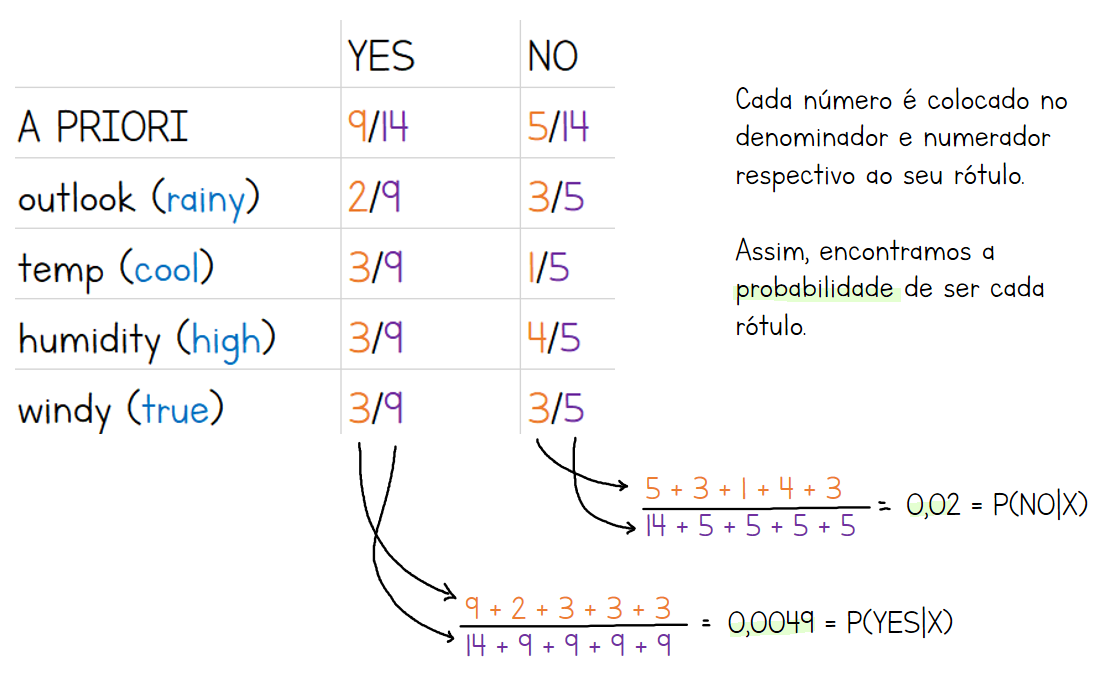 YES NO
A PRIORI 9/14 5/14
outlook (rainy) 2/9 3/5
temp (cool) 3/9 1/5
humidity (high) 3/9 4/5
windy (true) 3/9 3/5
Cada número é colocado no
denominador e numerador
respectivo ao seu rótulo.
Assim, encontramos a
probabilidade de ser cada
rótulo.
5 + 3 + 1 + 4 + 3
14 + 5 + 5 + 5 + 5
= 0,02 = P(NO|X)
9 + 2 + 3 + 3 + 3
14 + 9 + 9 + 9 + 9
= 0,0049 = P(YES|X)